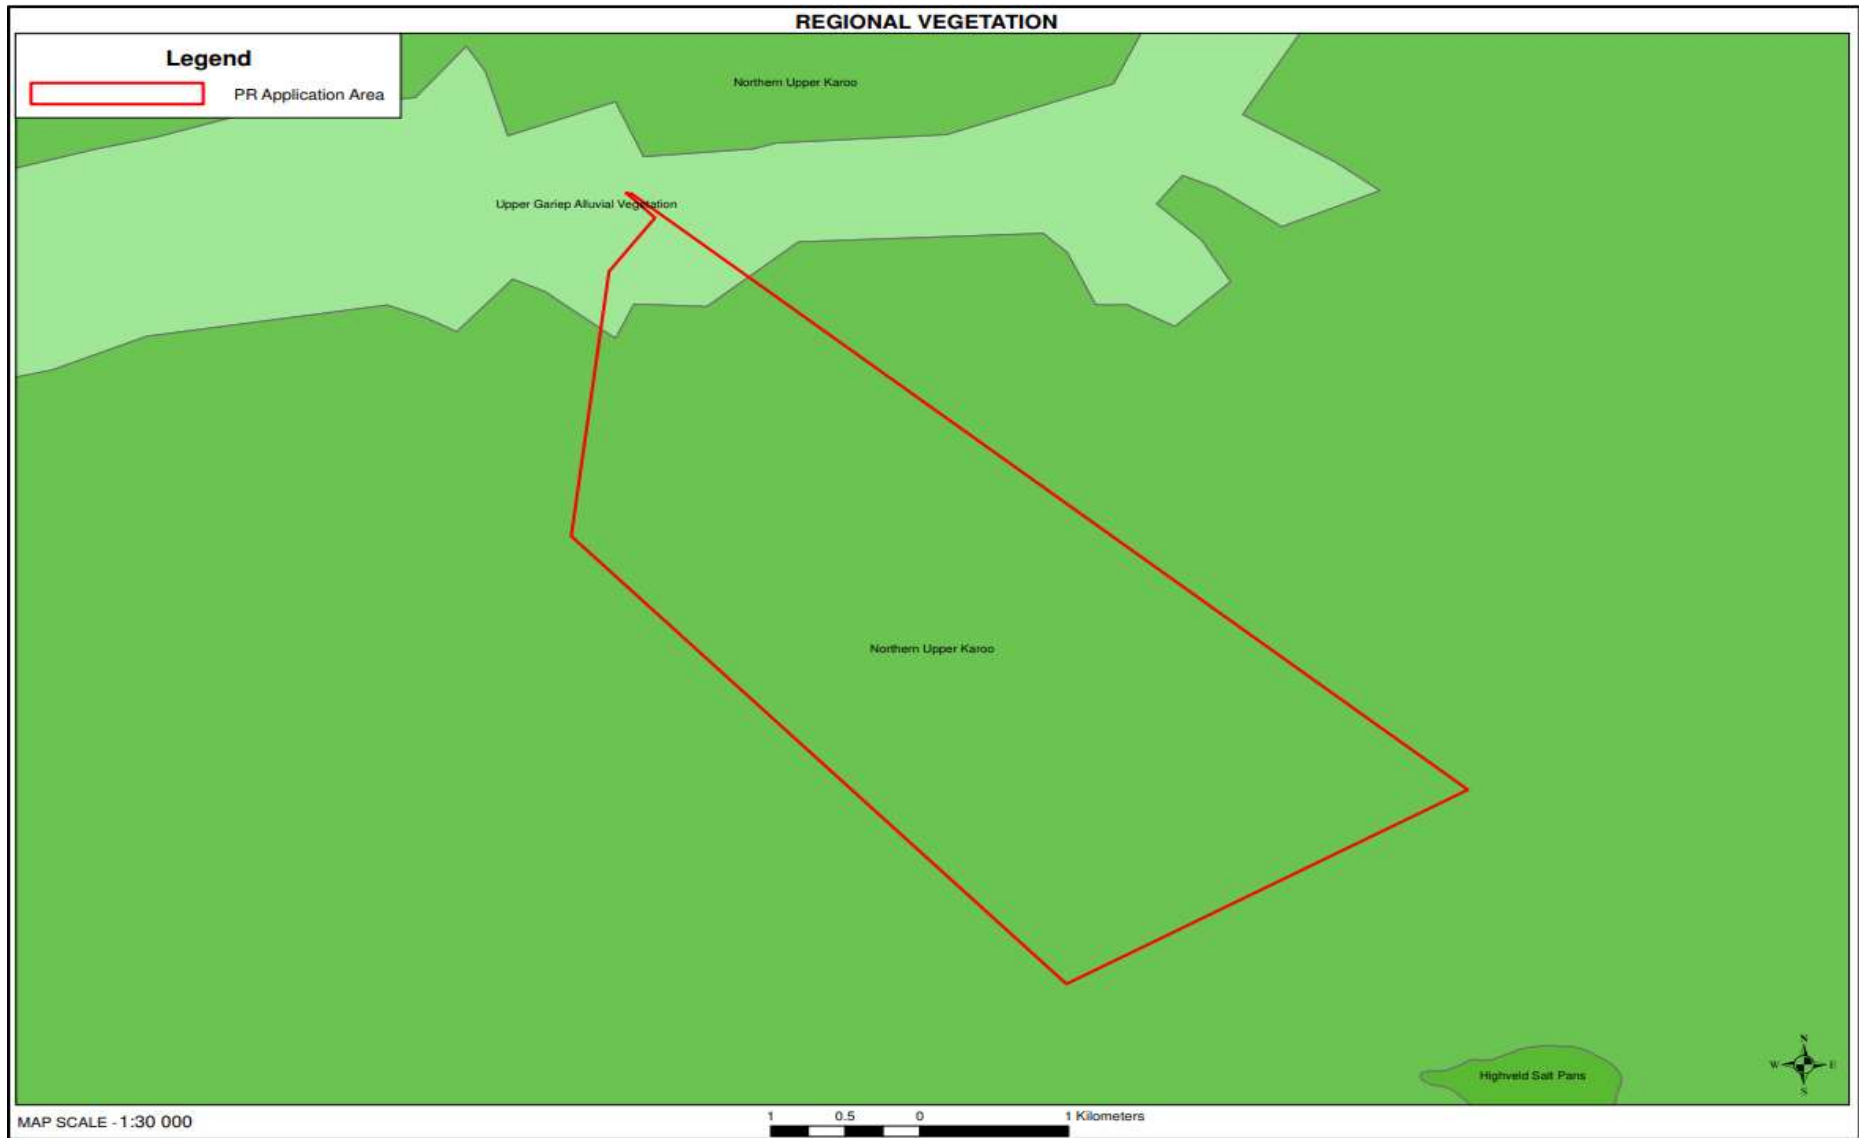 REGIONAL VEGETATION
Legend
PR Application Area
Northern Upper Karoo
Upper Gariep Alluvial Vegetation
Northern Upper Karoo
Highveld Salt Pans
N
W E
S
MAP SCALE - 1:30 000
1 0.5 0 1 Kilometers